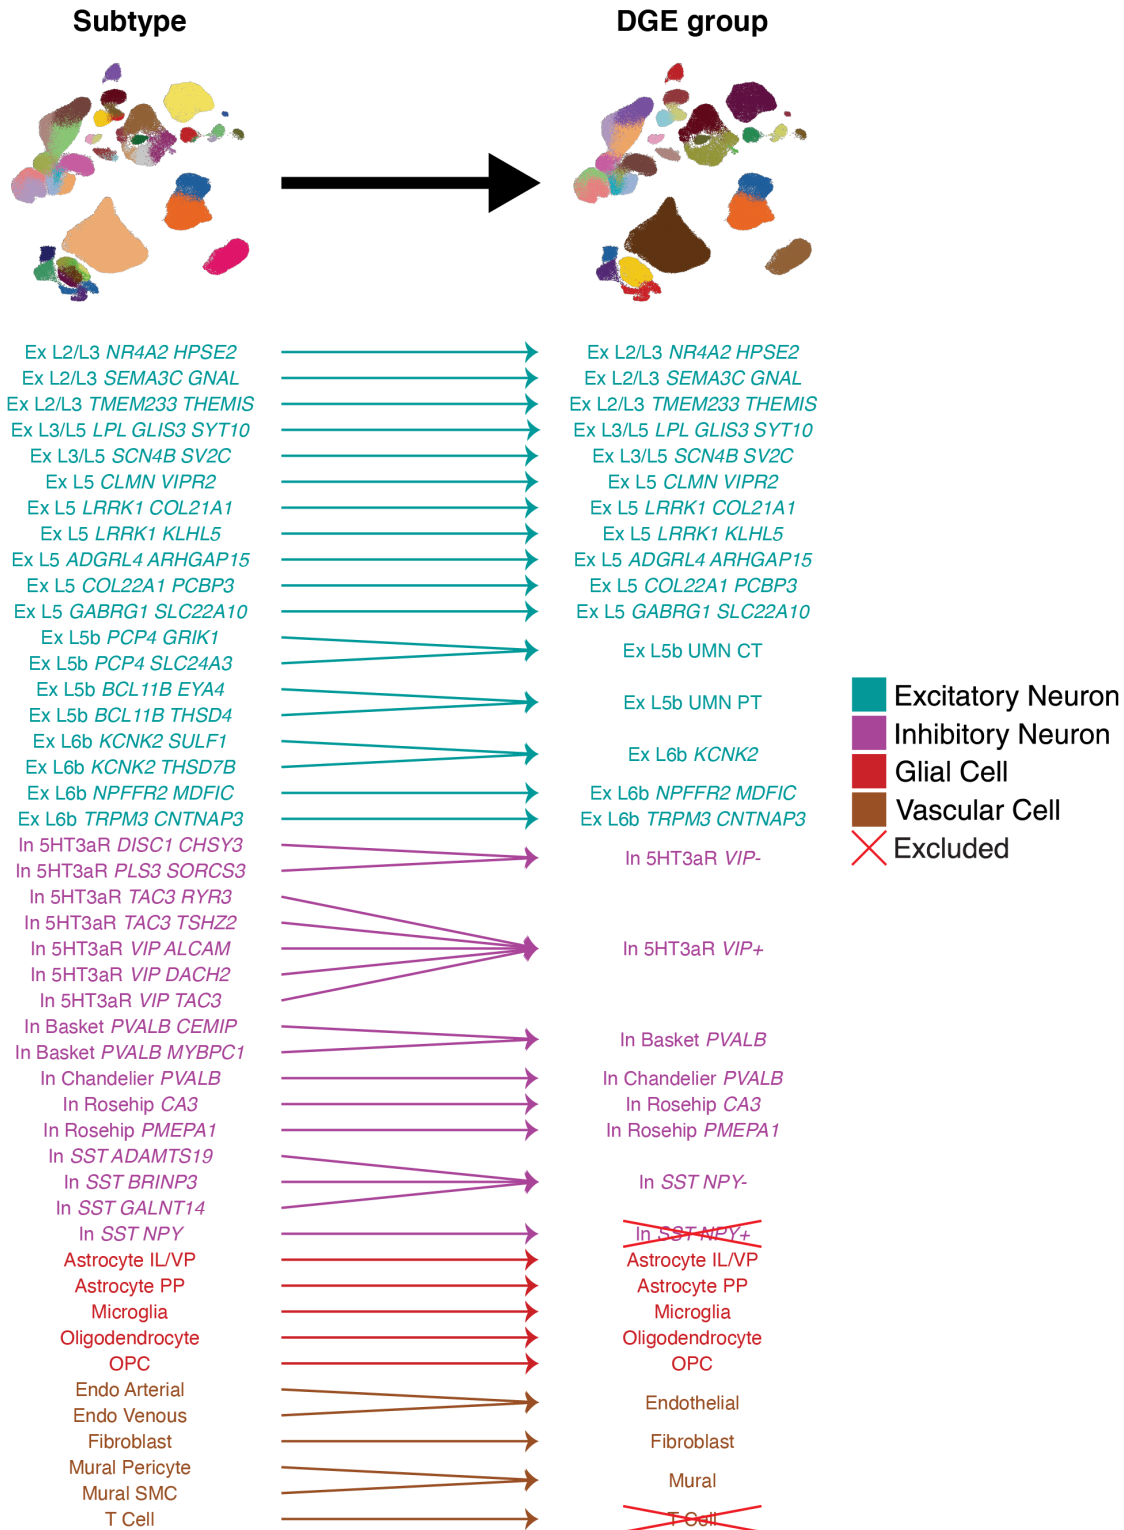 Subtype
DGE group
Ex L2/L3 NR4A2 HPSE2
Ex L2/L3 NR4A2 HPSE2
Ex L2/L3 SEMA3C GNAL
Ex L2/L3 SEMA3C GNAL
Ex L2/L3 TMEM233 THEMIS
Ex L2/L3 TMEM233 THEMIS
Ex L3/L5 LPL GLIS3 SYT10
Ex L3/L5 LPL GLIS3 SYT10
Ex L3/L5 SCN4B SV2C
Ex L3/L5 SCN4B SV2C
Ex L5 CLMN VIPR2
Ex L5 CLMN VIPR2
Ex L5 LRRK1 COL21A1
Ex L5 LRRK1 COL21A1
Ex L5 LRRK1 KLHL5
Ex L5 LRRK1 KLHL5
Ex L5 ADGRL4 ARHGAP15
Ex L5 ADGRL4 ARHGAP15
Ex L5 COL22A1 PCBP3
Ex L5 COL22A1 PCBP3
Ex L5 GABRG1 SLC22A10
Ex L5 GABRG1 SLC22A10
Ex L5b PCP4 GRIK1
Ex L5b PCP4 SLC24A3
Ex L5b UMN CT
Ex L5b BCL11B EYA4
Ex L5b BCL11B THSD4
Ex L5b UMN PT
Ex L6b KCNK2 SULF1
Ex L6b KCNK2 THSD7B
Ex L6b KCNK2
Ex L6b NPFFR2 MDFIC
Ex L6b NPFFR2 MDFIC
Ex L6b TRPM3 CNTNAP3
Ex L6b TRPM3 CNTNAP3
In 5HT3aR DISC1 CHSY3
In 5HT3aR PLS3 SORCS3
In 5HT3aR VIP-
In 5HT3aR TAC3 RYR3
In 5HT3aR TAC3 TSHZ2
In 5HT3aR VIP ALCAM
In 5HT3aR VIP DACH2
In 5HT3aR VIP TAC3
In 5HT3aR VIP+
In Basket PVALB CEMIP
In Basket PVALB MYBPC1
In Basket PVALB
In Chandelier PVALB
In Chandelier PVALB
In Rosehip CA3
In Rosehip CA3
In Rosehip PMEPA1
In Rosehip PMEPA1
In SST ADAMTS19
In SST BRINP3
In SST GALNT14
In SST NPY-
In SST NPY
In SST NPY+
Astrocyte IL/VP
Astrocyte IL/VP
Astrocyte PP
Astrocyte PP
Microglia
Microglia
Oligodendrocyte
Oligodendrocyte
OPC
OPC
Endo Arterial
Endo Venous
Endothelial
Fibroblast
Fibroblast
Mural Pericyte
Mural SMC
Mural
T Cell
T Cell
Excitatory Neuron
Inhibitory Neuron
Glial Cell
Vascular Cell
Excluded